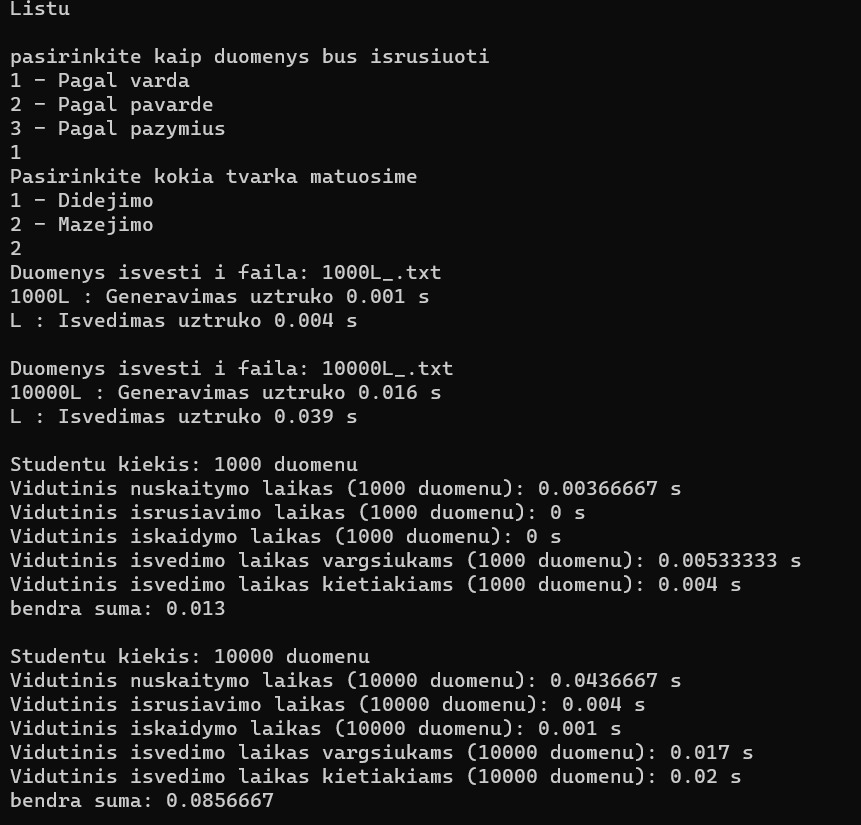 Listu
pasirinkite kaip duomenys bus isrusiuoti
1 - Pagal varda
2 - Pagal pavarde
3 - Pagal pazymius
1
Pasirinkite kokia tvarka matuosime
1 - Didejimo
2 - Mazejimo
2
Duomenys isvesti i faila: 1000L_.txt
1000L : Generavimas uztruko 0.001 s
L : Isvedimas uztruko 0.004 s
Duomenys isvesti i faila: 10000L_.txt
10000L : Generavimas uztruko 0.016 s
L : Isvedimas uztruko 0.039 s
Studentu kiekis: 1000 duomenu
Vidutinis nuskaitymo laikas (1000 duomenu): 0.00366667 s
Vidutinis isrusiavimo laikas (1000 duomenu): 0 s
Vidutinis iskaidymo laikas (1000 duomenu): 0 s
Vidutinis isvedimo laikas vargsiukams (1000 duomenu): 0.00533333 s
Vidutinis isvedimo laikas kietiakiams (1000 duomenu): 0.004 s
bendra suma: 0.013
Studentu kiekis: 10000 duomenu
Vidutinis nuskaitymo laikas (10000 duomenu): 0.0436667 s
Vidutinis isrusiavimo laikas (10000 duomenu): 0.004 s
Vidutinis iskaidymo laikas (10000 duomenu): 0.001 s
Vidutinis isvedimo laikas vargsiukams (10000 duomenu): 0.017 s
Vidutinis isvedimo laikas kietiakiams (10000 duomenu): 0.02 s
bendra suma: 0.0856667